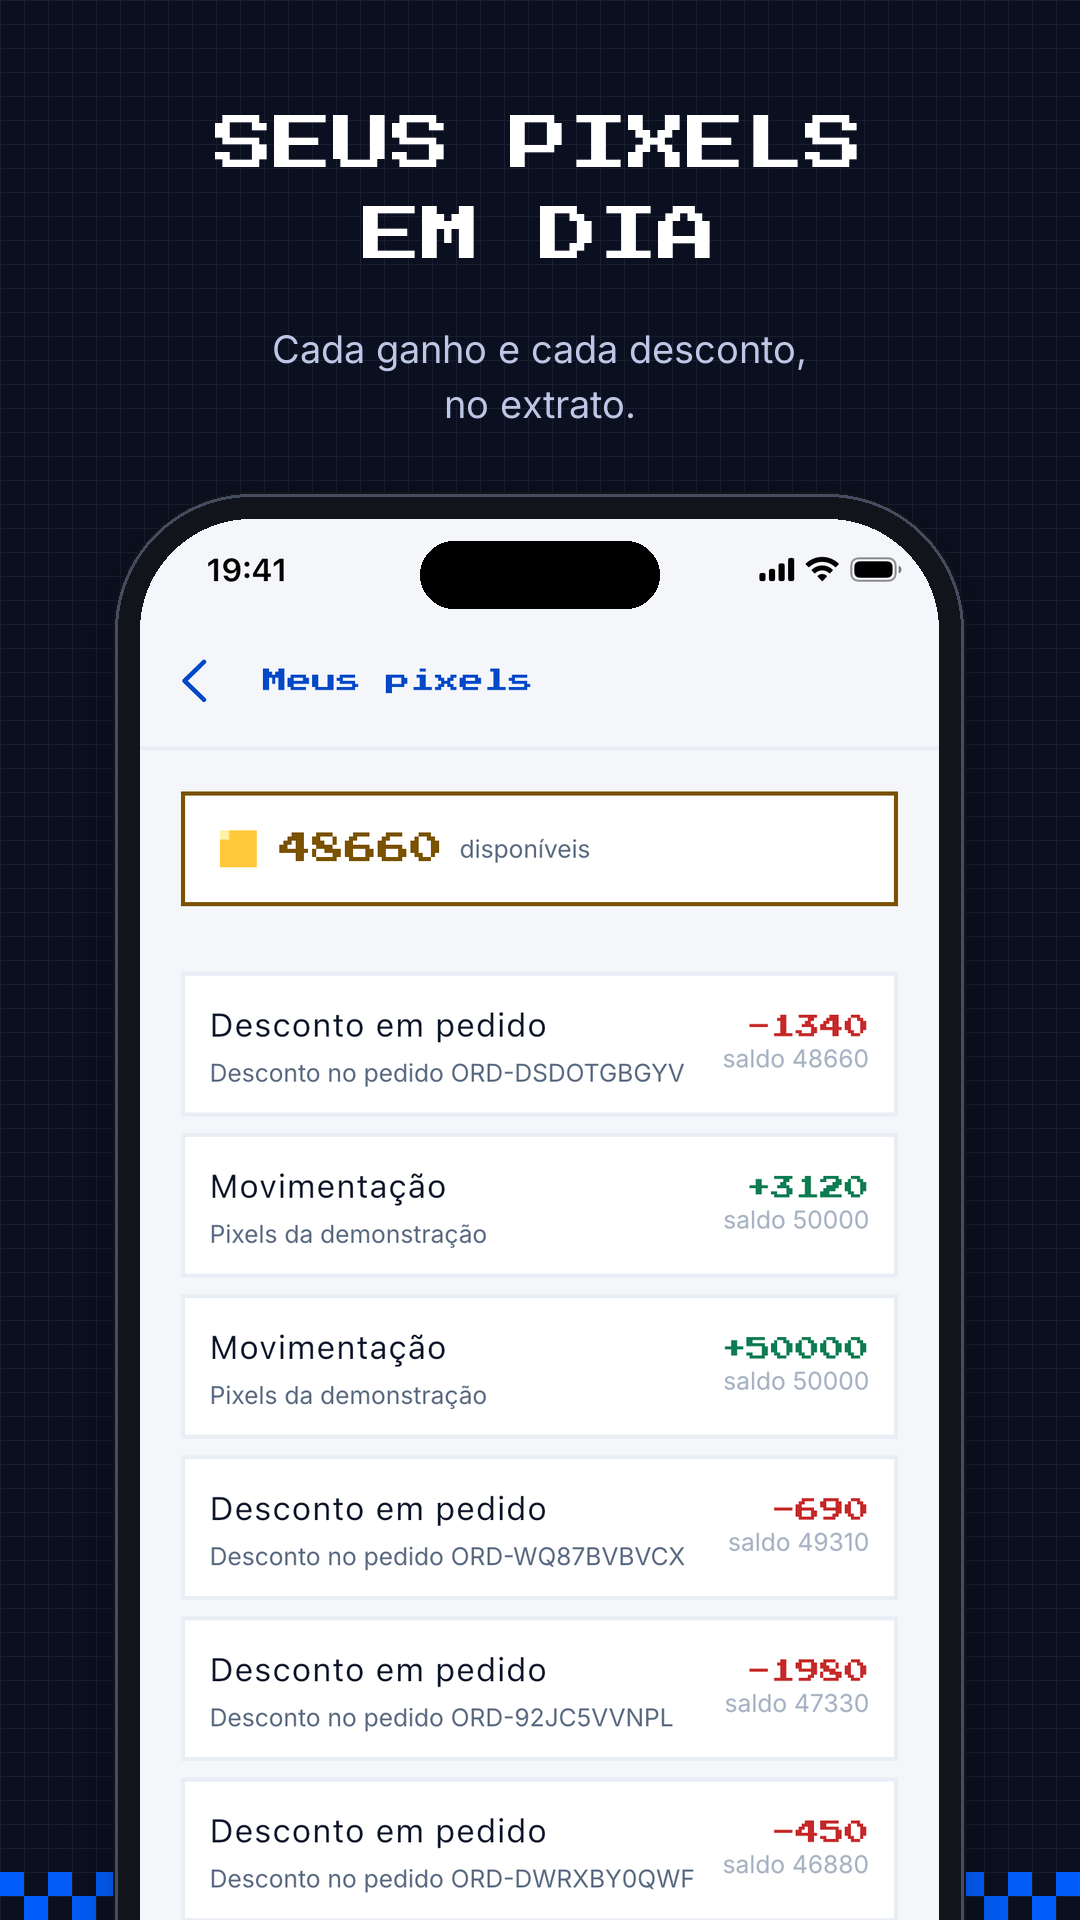 SEUS PIXELS
EM DIA
Cada ganho e cada desconto,
no extrato.
19:41
Meus pixels
48660 disponíveis
Desconto em pedido
−1340
Desconto no pedido ORD-DSDOTGBGYV
saldo 48660
Movimentação
+3120
Pixels da demonstração
saldo 50000
Movimentação
+50000
Pixels da demonstração
saldo 50000
Desconto em pedido
−690
Desconto no pedido ORD-WQ87BVBVCX
saldo 49310
Desconto em pedido
−1980
Desconto no pedido ORD-92JC5VVNPL
saldo 47330
Desconto em pedido
−450
Desconto no pedido ORD-DWRXBY0QWF
saldo 46880